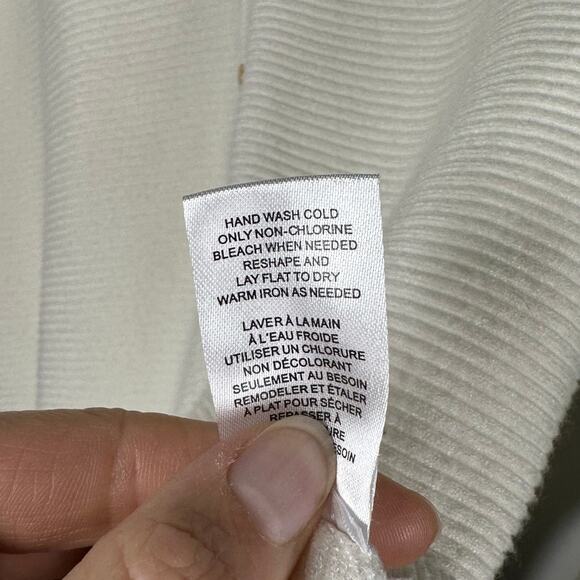 HAND WASH COLD
ONLY NON-CHLORINE
BLEACH WHEN NEEDED
RESHAPE AND
LAY FLAT TO DRY
WARM IRON AS NEEDED
LAVER À LA MAIN
À L'EAU FROIDE
UTILISER UN CHLORURE
NON DÉCOLORANT
SEULEMENT AU BESOIN
REMODELER ET ÉTALER
À PLAT POUR SÉCHER
REPASSER À